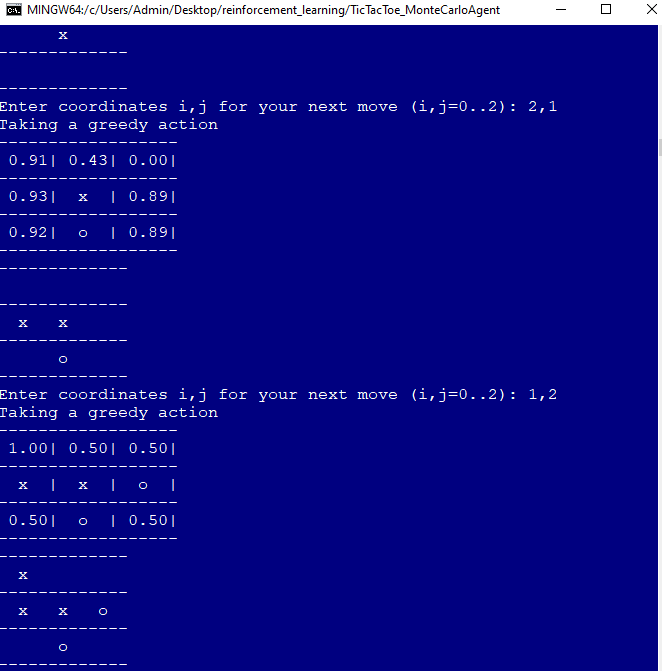 MINGW64:/c/Users/Admin/Desktop/reinforcement_learning/TicTacToe_MonteCarloAgent
x
-------------
-------------
Enter coordinates i,j for your next move (i,j=0..2): 2,1
Taking a greedy action
------------------
0.91| 0.43| 0.00|
------------------
0.93|  x  | 0.89|
------------------
0.92|  o  | 0.89|
------------------
-------------
-------------
x   x
-------------
o
-------------
Enter coordinates i,j for your next move (i,j=0..2): 1,2
Taking a greedy action
------------------
1.00| 0.50| 0.50|
------------------
x  |  x  |  o  |
------------------
0.50|  o  | 0.50|
------------------
-------------
x
-------------
x   x   o
-------------
o
-------------